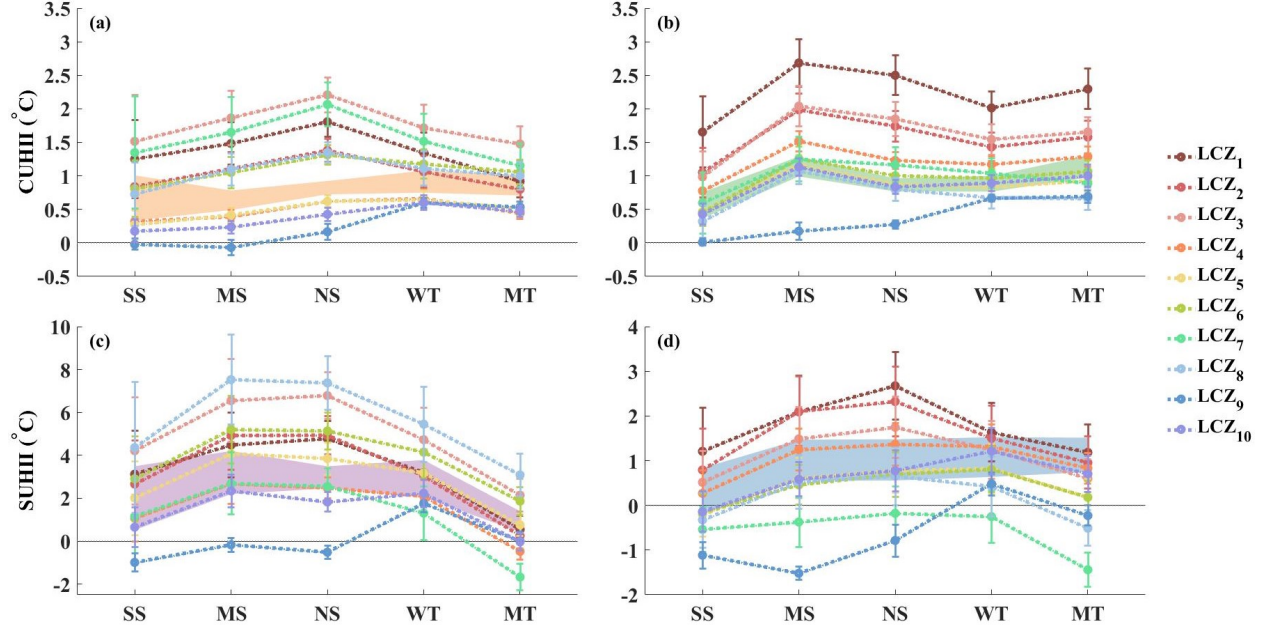 (a)
3.5
3
2.5
2
1.5
1
0.5
0
-0.5
CUHII (°C)
SS MS NS WT MT
(b)
3.5
3
2.5
2
1.5
1
0.5
0
-0.5
SS MS NS WT MT
(c)
10
8
6
4
2
0
-2
SUHII (°C)
SS MS NS WT MT
(d)
4
3
2
1
0
-1
-2
SS MS NS WT MT
LCZ1
LCZ2
LCZ3
LCZ4
LCZ5
LCZ6
LCZ7
LCZ8
LCZ9
LCZ10